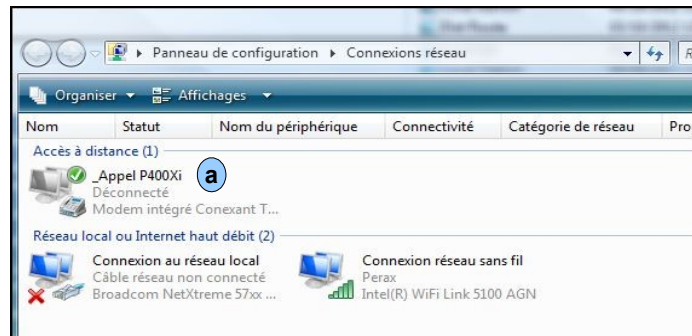 Panneau de configuration Connexions réseau
Organiser Affichages
Nom Statut Nom du périphérique Connectivité Catégorie de réseau Pro
Accès à distance (1)
_Appel P400Xi a
Déconnecté
Modem intégré Conexant T...
Réseau local ou Internet haut débit (2)
Connexion au réseau local Connexion réseau sans fil
Câble réseau non connecté Perax
Broadcom NetXtreme 57xx ... Intel(R) WiFi Link 5100 AGN